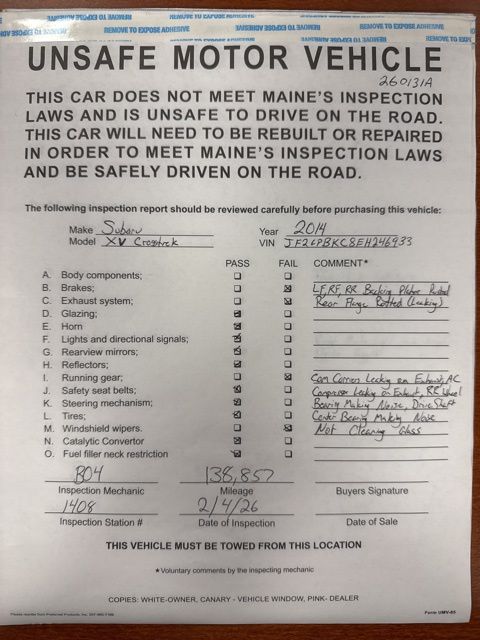 REMOVE TO EXPOSE ADHESIVE
UNSAFE MOTOR VEHICLE
260131A
THIS CAR DOES NOT MEET MAINE'S INSPECTION
LAWS AND IS UNSAFE TO DRIVE ON THE ROAD.
THIS CAR WILL NEED TO BE REBUILT OR REPAIRED
IN ORDER TO MEET MAINE'S INSPECTION LAWS
AND BE SAFELY DRIVEN ON THE ROAD.
The following inspection report should be reviewed carefully before purchasing this vehicle:
Make Subaru Year 2014
Model XV Crosstrek VIN JF2GPBKC8EH246933
PASS FAIL COMMENT*
A. Body components;
B. Brakes; LF, RF, RR Backing Plates Rotted
C. Exhaust system; Rear Flange Rotted (Leaking)
D. Glazing;
E. Horn
F. Lights and directional signals;
G. Rearview mirrors;
H. Reflectors;
I. Running gear; Cam Carriers Leaking on Exhaust, AC
J. Safety seat belts; Compressor Leaking on Exhaust, RR Wheel
K. Steering mechanism; Bearing Making Noise, Drive Shaft
L. Tires; Center Bearing Making Noise
M. Windshield wipers. Not Clearing Glass
N. Catalytic Convertor
O. Fuel filler neck restriction
B04 138,857
Inspection Mechanic Mileage Buyers Signature
1408 2/4/26
Inspection Station # Date of Inspection Date of Sale
THIS VEHICLE MUST BE TOWED FROM THIS LOCATION
*Voluntary comments by the inspecting mechanic
COPIES: WHITE-OWNER, CANARY - VEHICLE WINDOW, PINK- DEALER
Form UMV-05